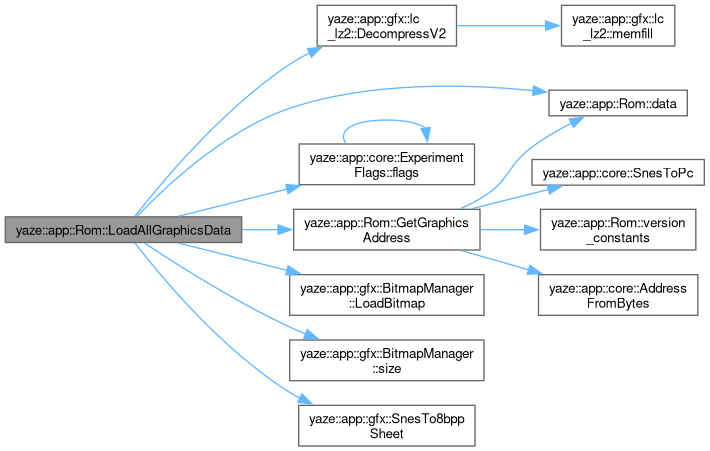 yaze::app::Rom::LoadAllGraphicsData
yaze::app::gfx::lc
_lz2::DecompressV2
yaze::app::gfx::lc
_lz2::memfill
yaze::app::Rom::data
yaze::app::core::Experiment
Flags::flags
yaze::app::core::SnesToPc
yaze::app::Rom::GetGraphics
Address
yaze::app::Rom::version
_constants
yaze::app::core::Address
FromBytes
yaze::app::gfx::BitmapManager
::LoadBitmap
yaze::app::gfx::BitmapManager
::size
yaze::app::gfx::SnesTo8bpp
Sheet